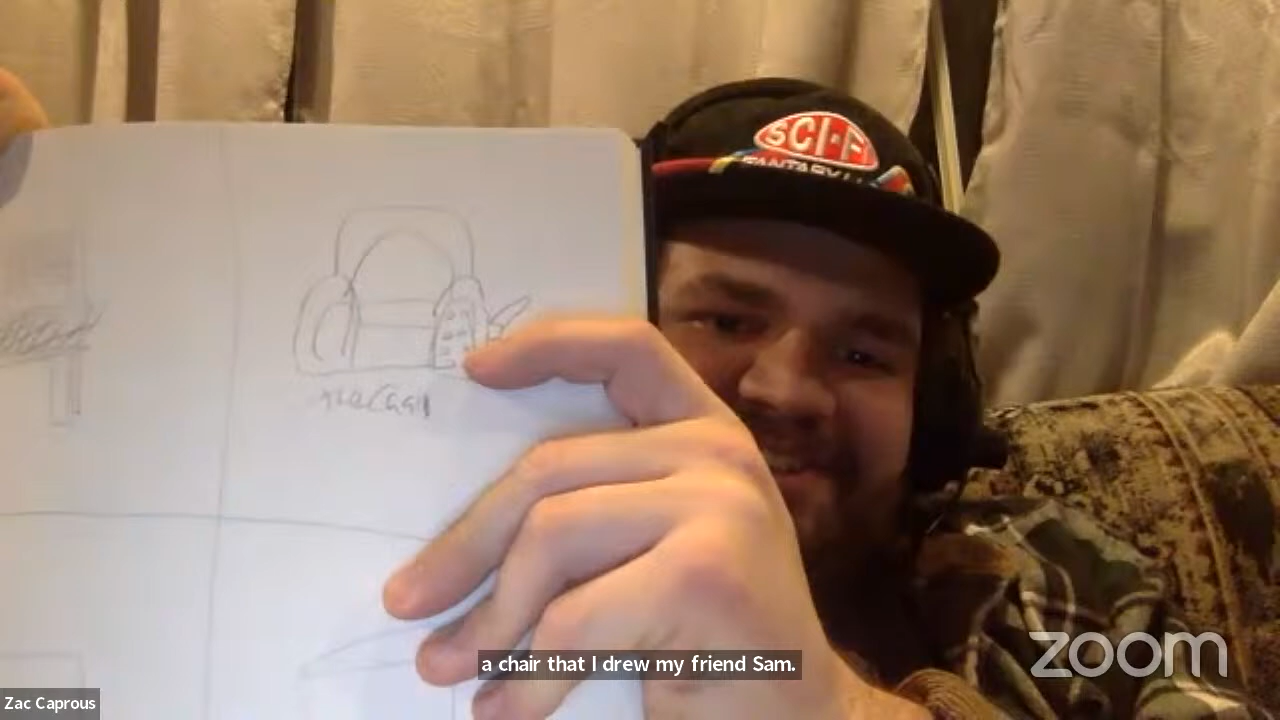 SCI-FI
FANTASY
a chair that I drew my friend Sam.
zoom
Zac Caprous